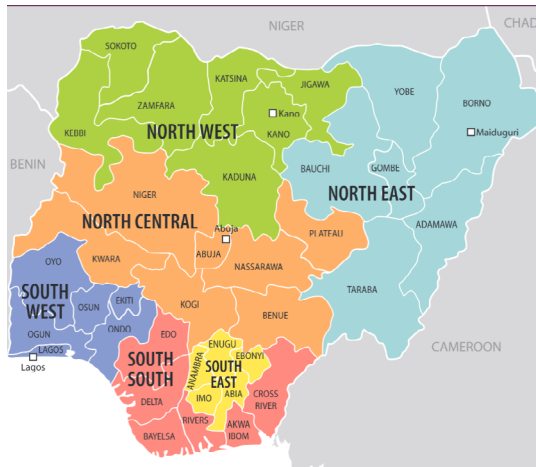 NIGER
CHAD
SOKOTO
KATSINA
JIGAWA
YOBE
BORNO
ZAMFARA
Kano
KEBBI
NORTH WEST
KANO
Maiduguri
BENIN
KADUNA
BAUCHI
GOMBE
NIGER
NORTH EAST
NORTH CENTRAL
ADAMAWA
Abuja
PLATEAU
OYO
KWARA
ABUJA
NASSARAWA
TARABA
SOUTH
WEST
OSUN
EKITI
KOGI
BENUE
OGUN
ONDO
EDO
ENUGU
LAGOS
Lagos
EBONYI
CAMEROON
SOUTH
SOUTH
ANAMBRA
SOUTH
EAST
DELTA
IMO
ABIA
CROSS
RIVER
RIVERS
AKWA
IBOM
BAYELSA